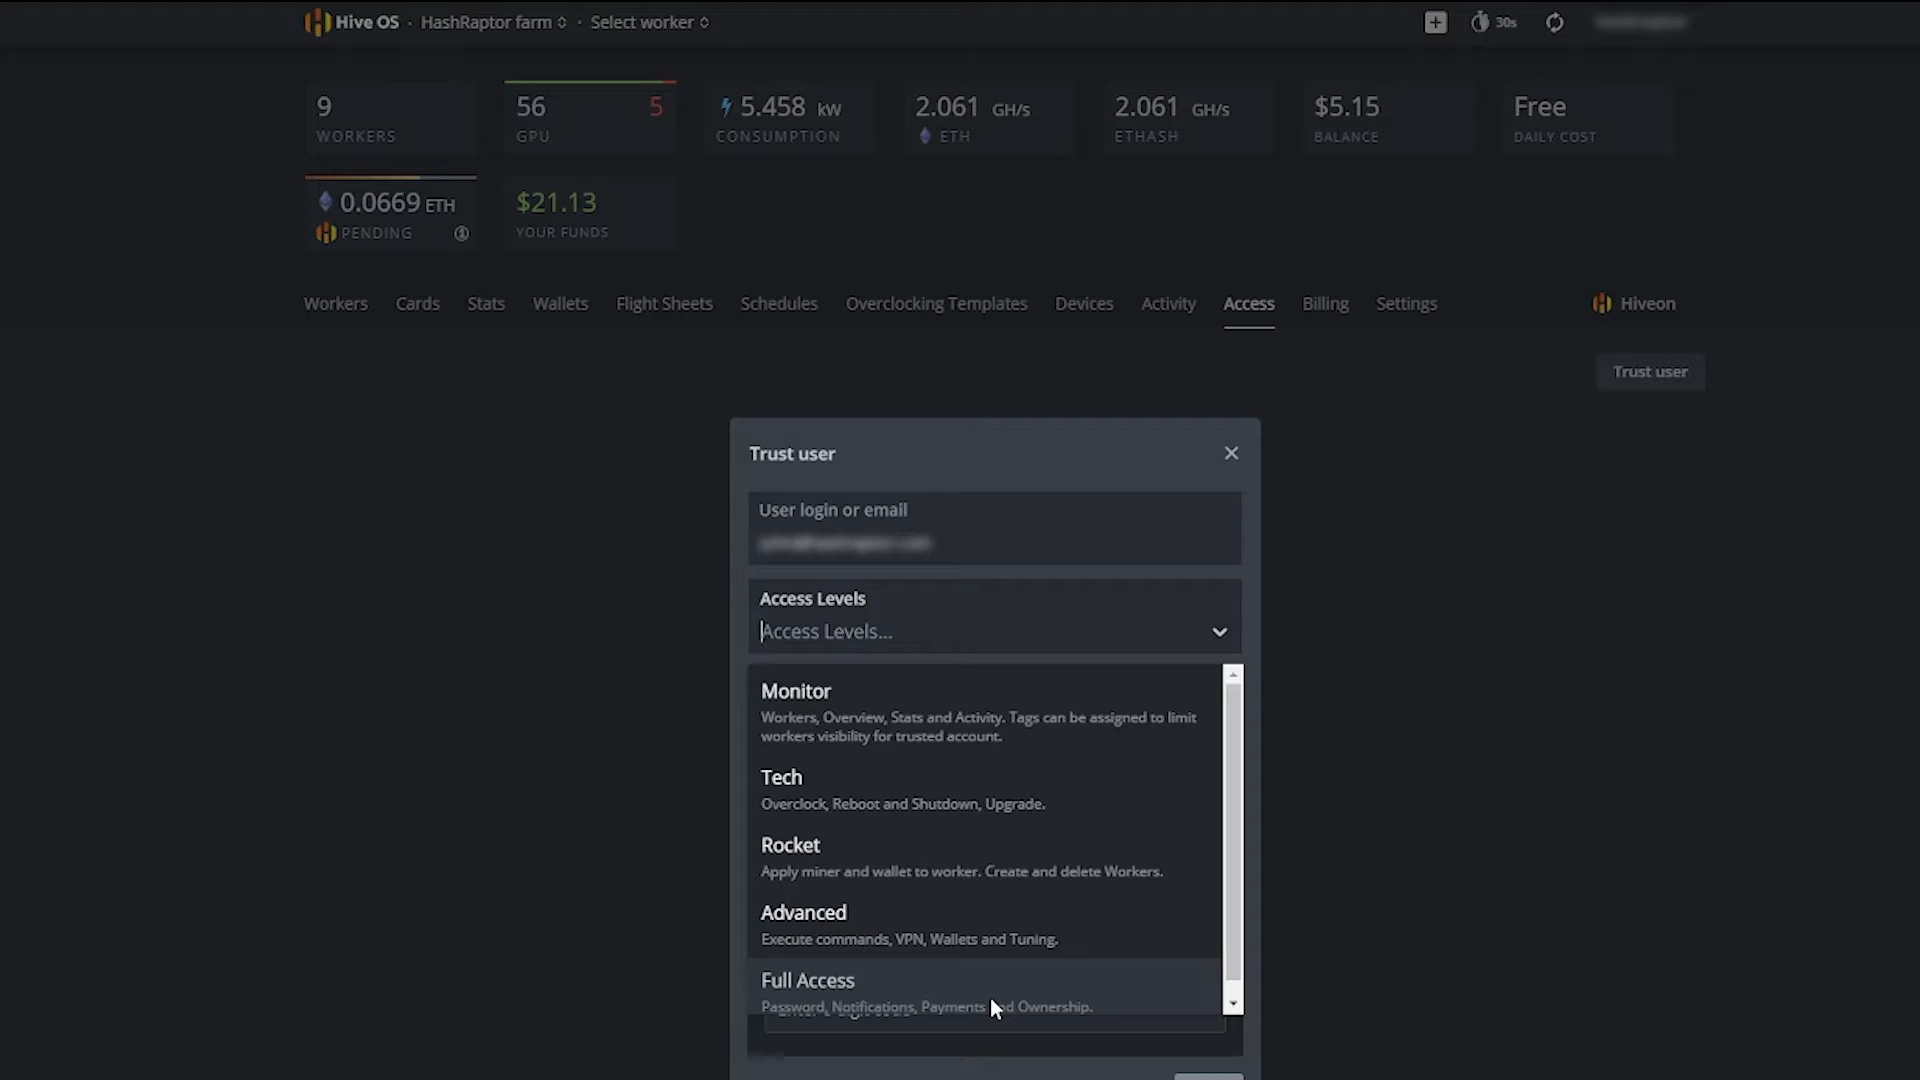 Hive OS · HashRaptor farm · Select worker
30s
9
WORKERS
56 5
GPU
5.458 kW
CONSUMPTION
2.061 GH/s
ETH
2.061 GH/s
ETHASH
$5.15
BALANCE
Free
DAILY COST
0.0669 ETH
PENDING
$21.13
YOUR FUNDS
Workers Cards Stats Wallets Flight Sheets Schedules Overclocking Templates Devices Activity Access Billing Settings Hiveon
Trust user
Trust user
User login or email
Access Levels
Access Levels...
Monitor
Workers, Overview, Stats and Activity. Tags can be assigned to limit
workers visibility for trusted account.
Tech
Overclock, Reboot and Shutdown, Upgrade.
Rocket
Apply miner and wallet to worker. Create and delete Workers.
Advanced
Execute commands, VPN, Wallets and Tuning.
Full Access
Password, Notifications, Payments and Ownership.